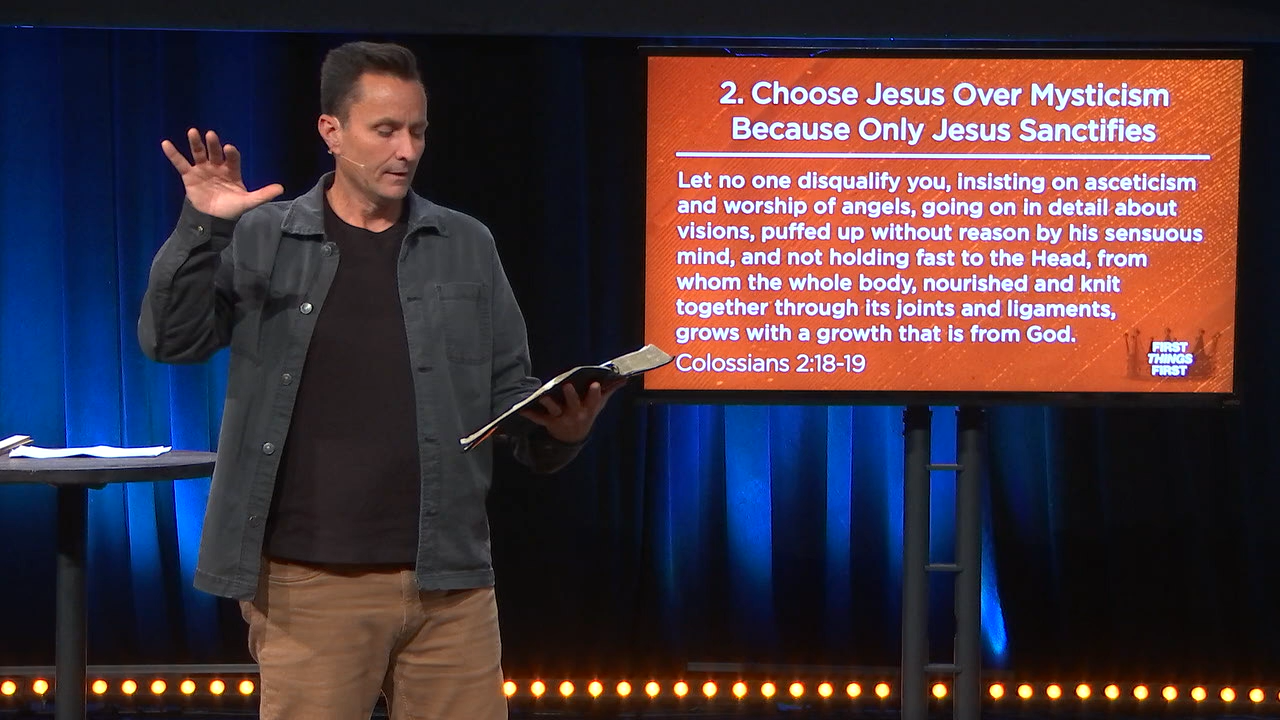 2. Choose Jesus Over Mysticism
Because Only Jesus Sanctifies
Let no one disqualify you, insisting on asceticism
and worship of angels, going on in detail about
visions, puffed up without reason by his sensuous
mind, and not holding fast to the Head, from
whom the whole body, nourished and knit
together through its joints and ligaments,
grows with a growth that is from God.
Colossians 2:18-19
FIRST
THINGS
FIRST